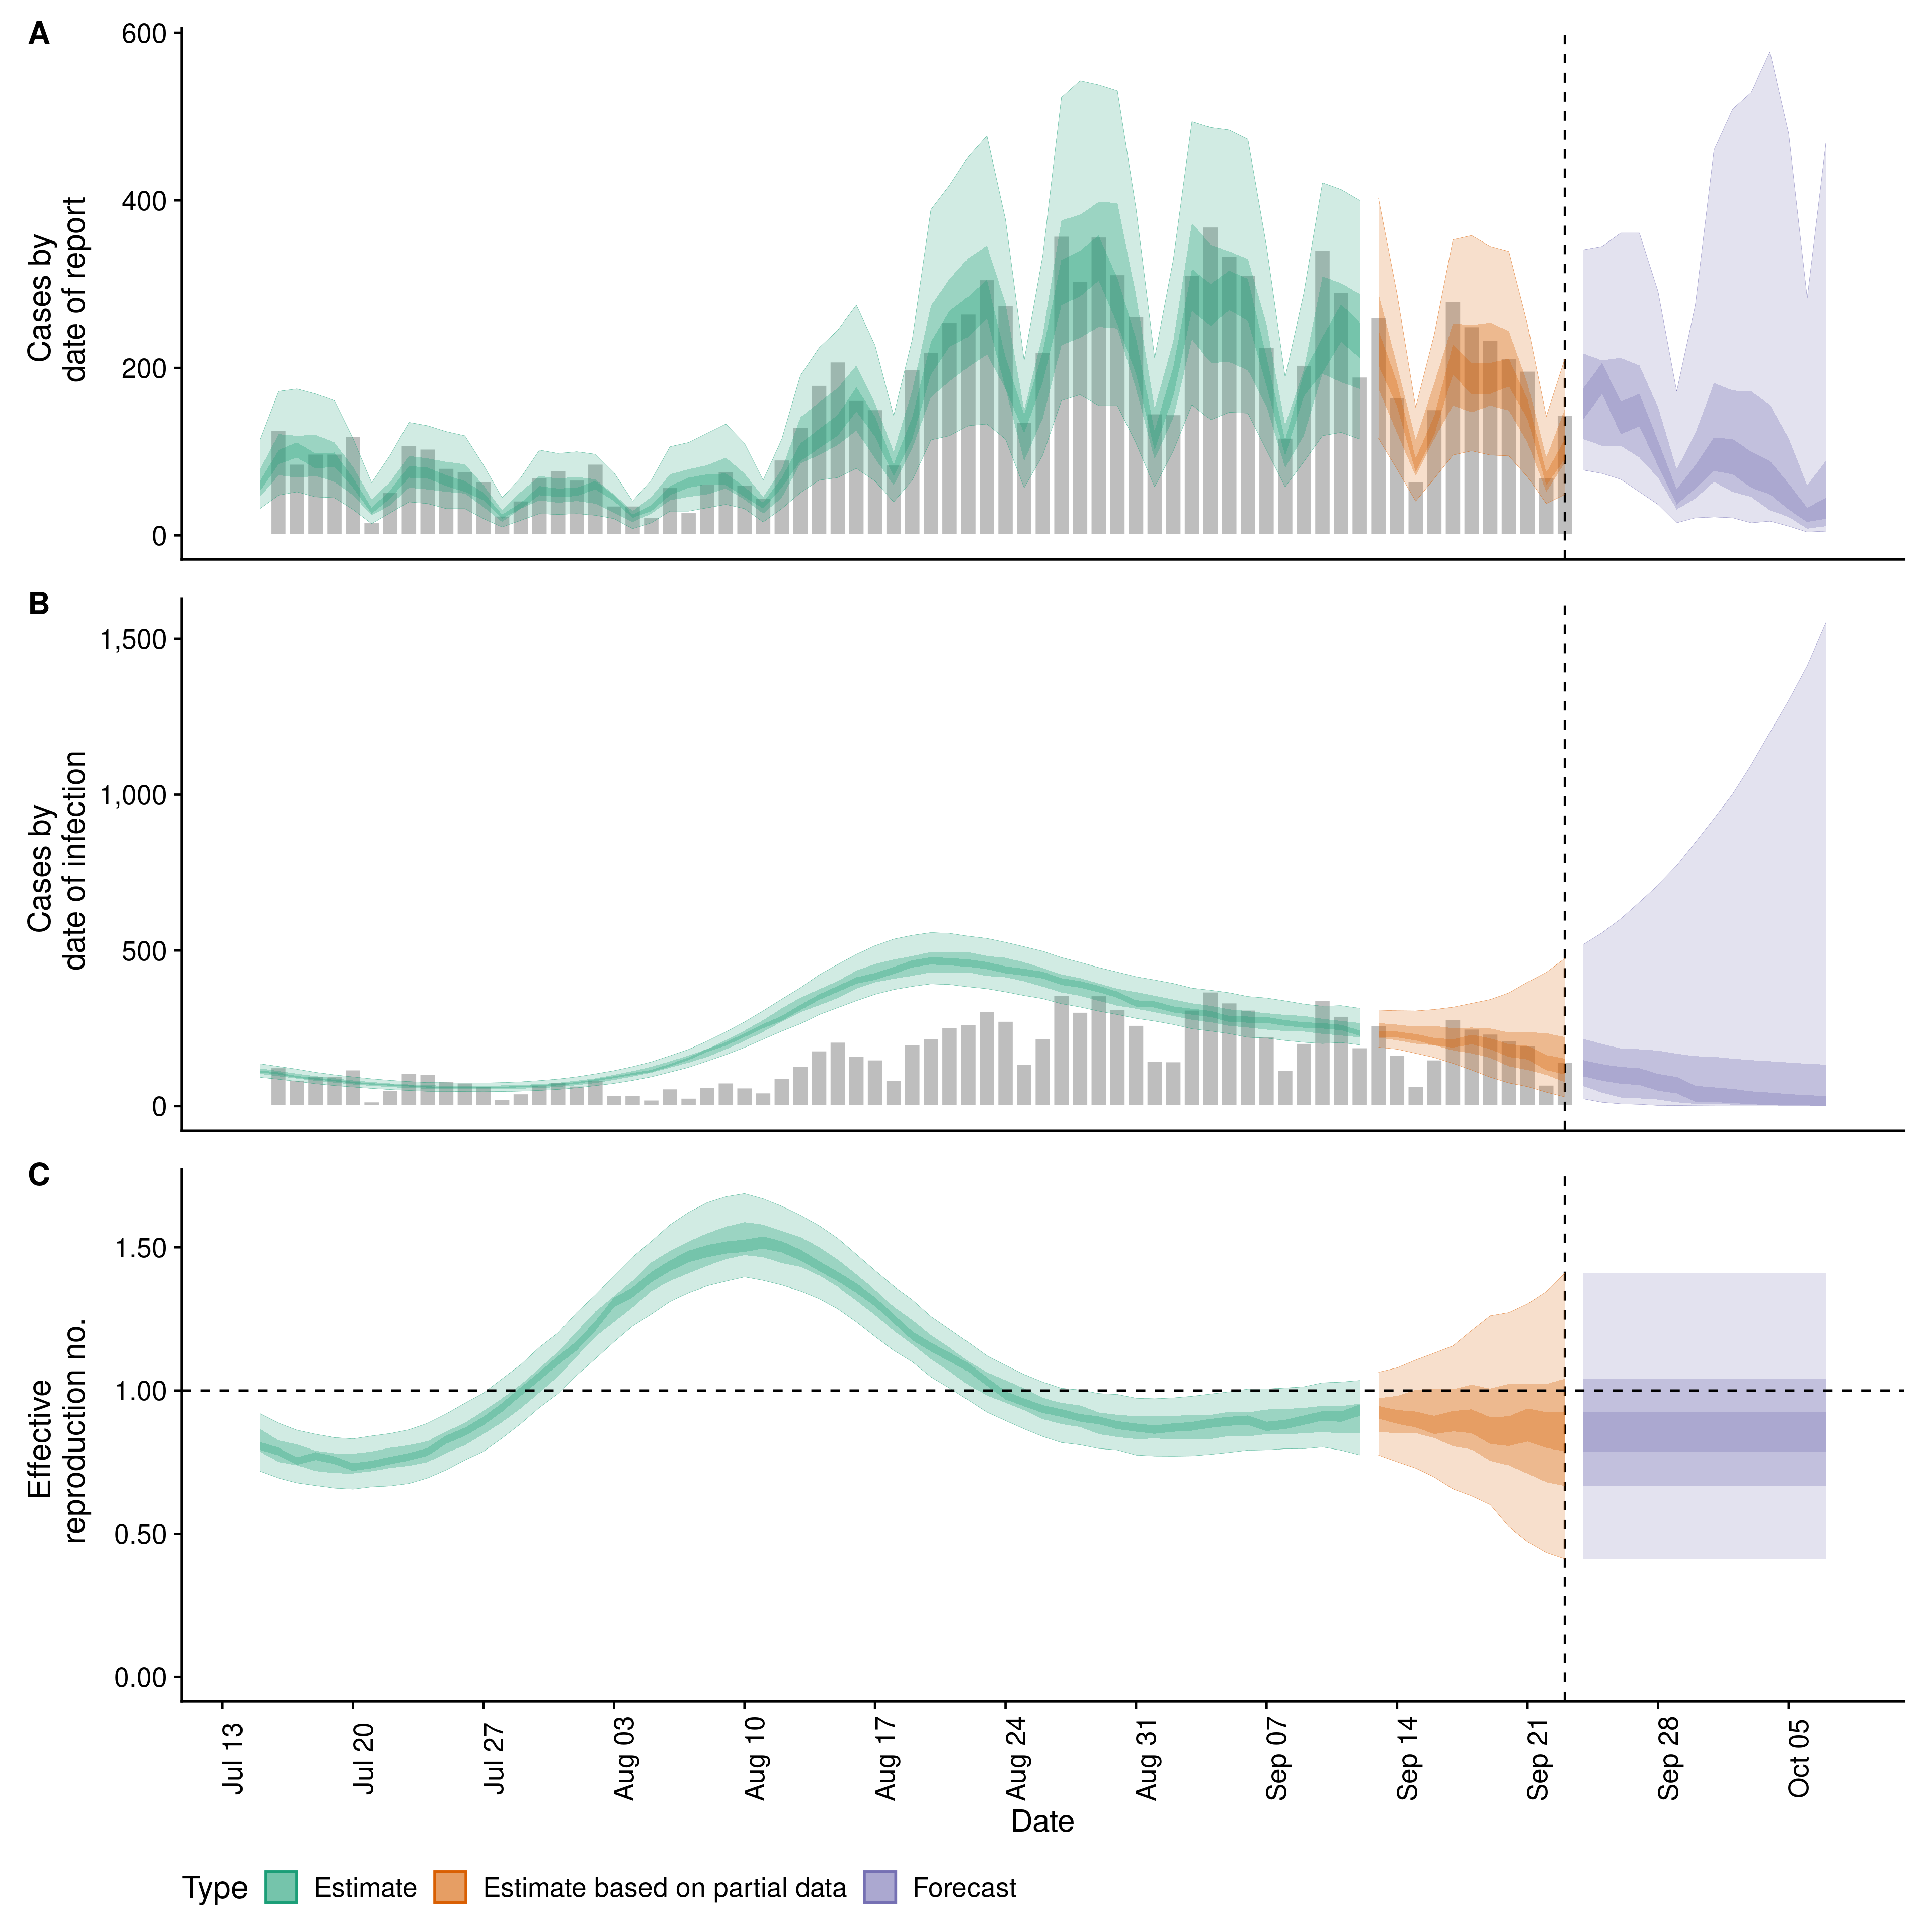 A
Cases by
date of report
600
400
200
0
B
Cases by
date of infection
1,500
1,000
500
0
C
Effective
reproduction no.
1.50
1.00
0.50
0.00
Jul 13
Jul 20
Jul 27
Aug 03
Aug 10
Aug 17
Aug 24
Aug 31
Sep 07
Sep 14
Sep 21
Sep 28
Oct 05
Date
Type Estimate Estimate based on partial data Forecast